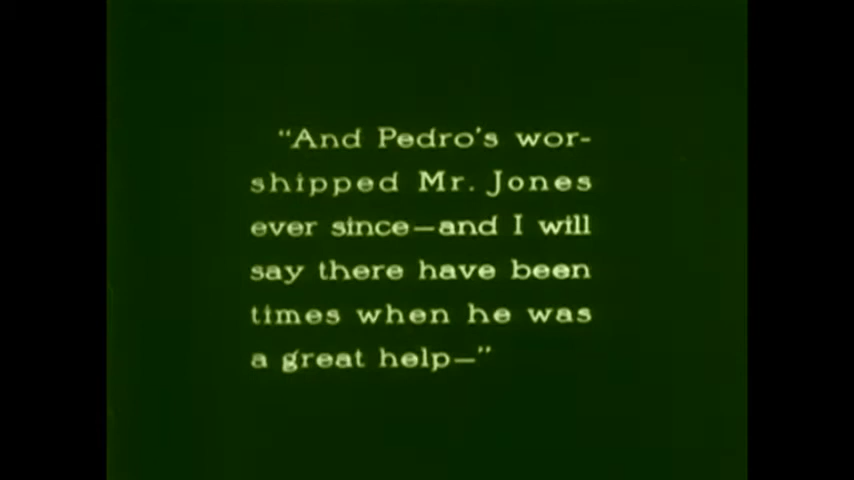 "And Pedro's wor-
shipped Mr. Jones
ever since—and I will
say there have been
times when he was
a great help—"